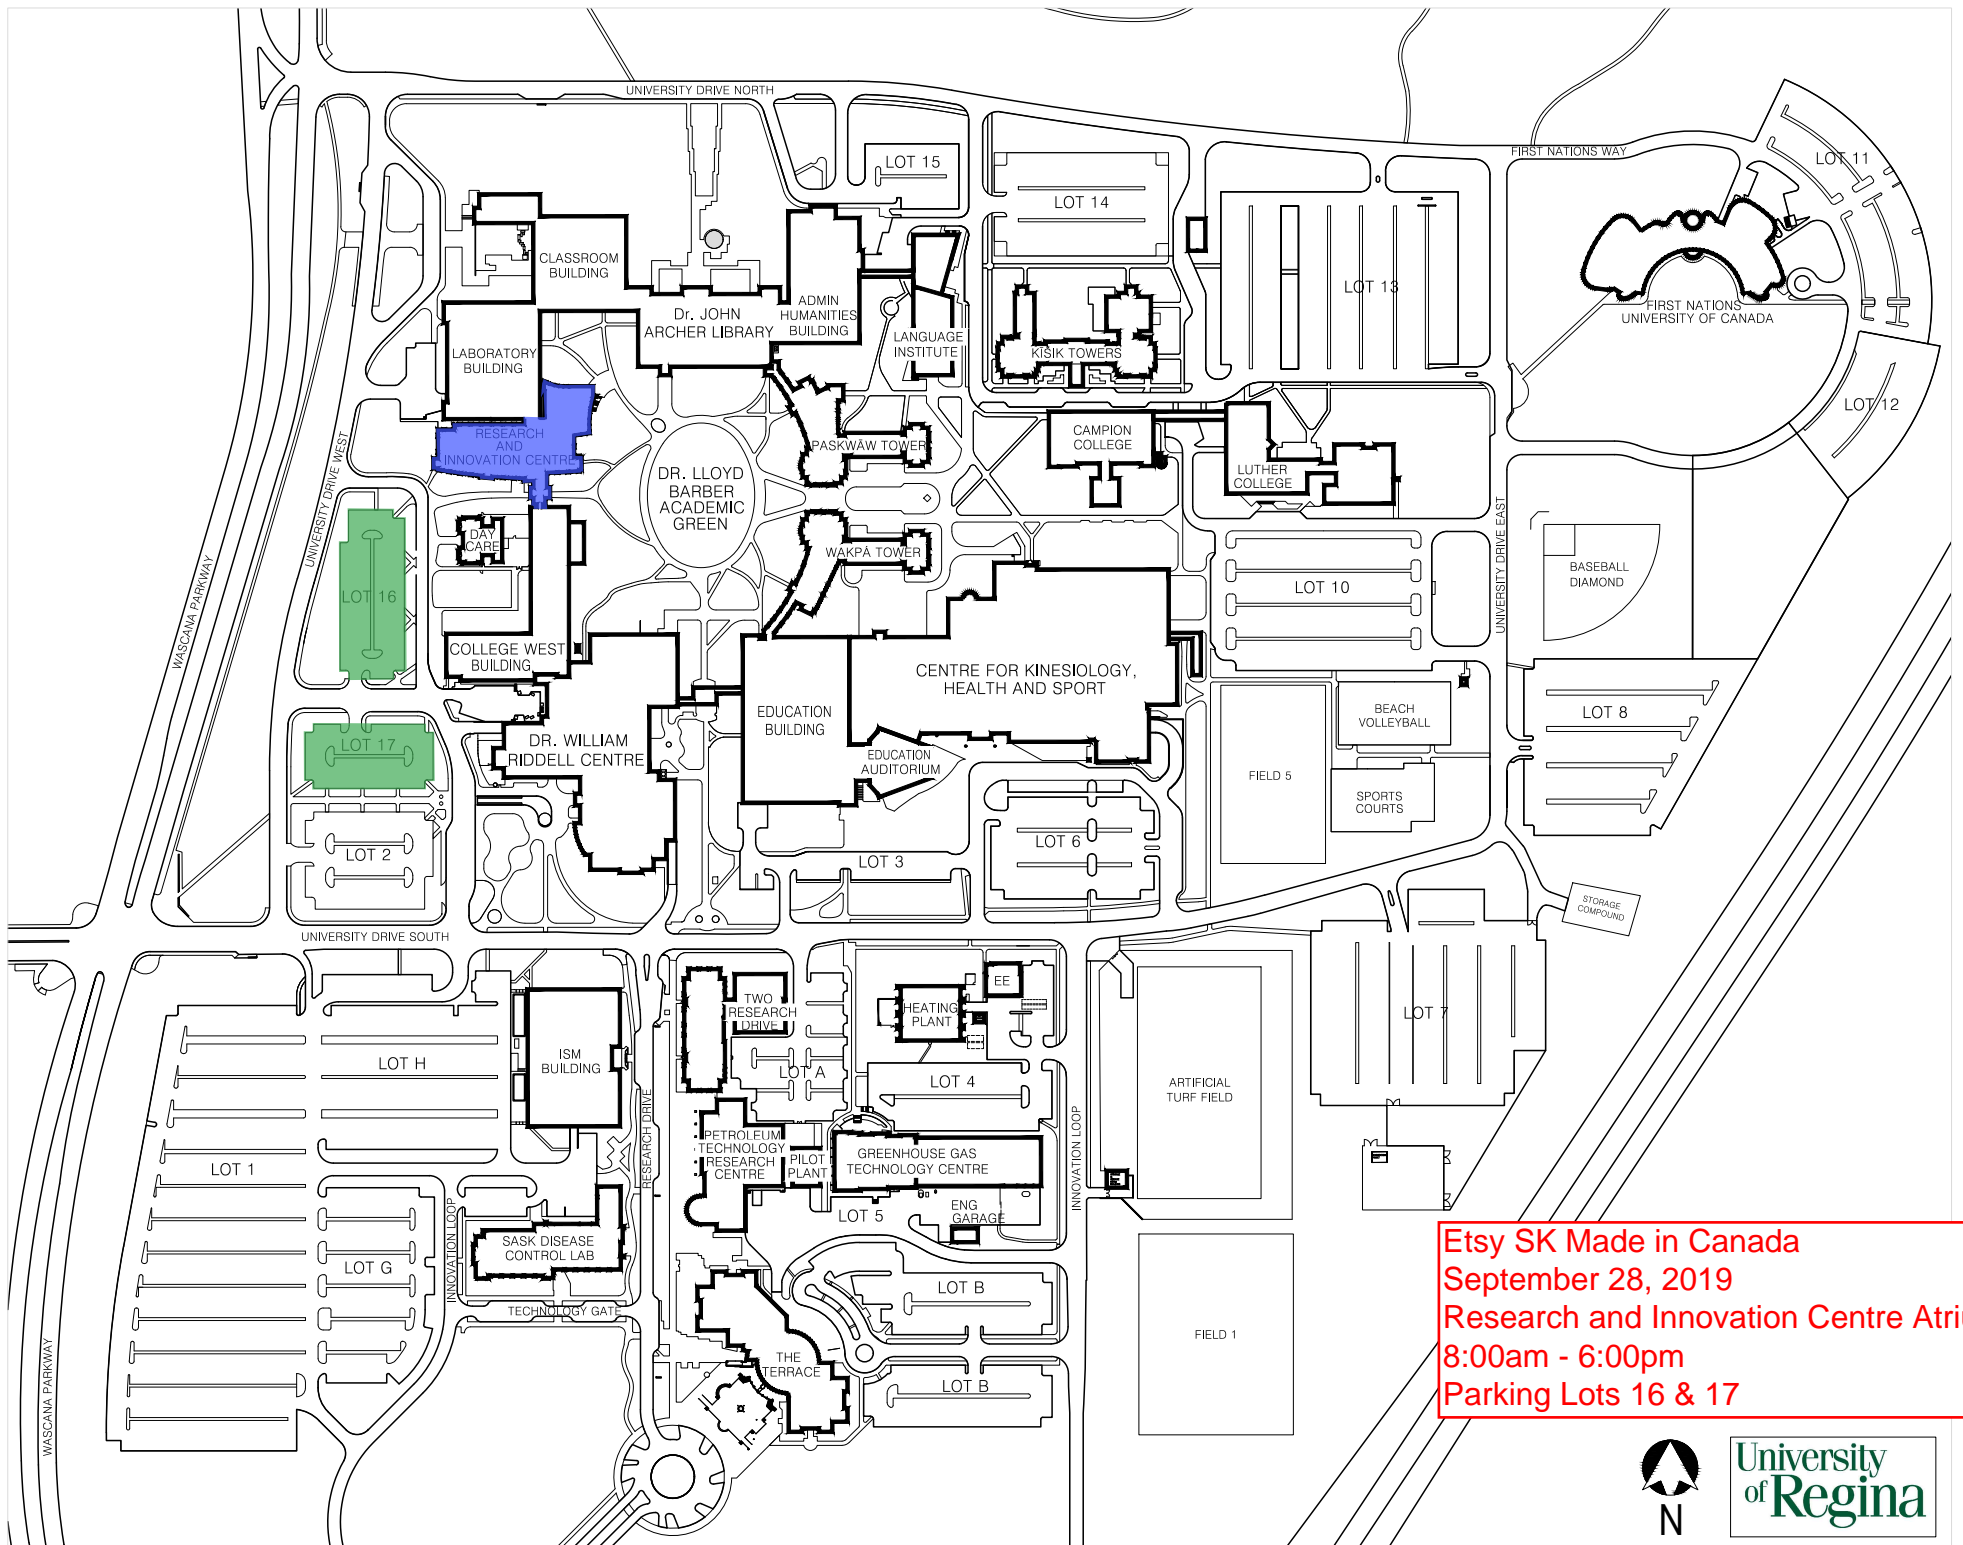 UNIVERSITY DRIVE NORTH
FIRST NATIONS WAY
LOT 11
LOT 15
LOT 14
CLASSROOM
BUILDING
Dr. JOHN
ARCHER LIBRARY
ADMIN
HUMANITIES
BUILDING
LANGUAGE
INSTITUTE
KĪSIK TOWERS
LOT 13
FIRST NATIONS
UNIVERSITY OF CANADA
LOT 12
LABORATORY
BUILDING
RESEARCH
AND
INNOVATION CENTRE
PASKWĀW TOWER
CAMPION
COLLEGE
LUTHER
COLLEGE
UNIVERSITY DRIVE WEST
DR. LLOYD
BARBER
ACADEMIC
GREEN
DAY
CARE
WAKPĀ TOWER
UNIVERSITY DRIVE EAST
BASEBALL
DIAMOND
WASCANA PARKWAY
LOT 16
LOT 10
COLLEGE WEST
BUILDING
CENTRE FOR KINESIOLOGY,
HEALTH AND SPORT
EDUCATION
BUILDING
BEACH
VOLLEYBALL
LOT 8
LOT 17
DR. WILLIAM
RIDDELL CENTRE
EDUCATION
AUDITORIUM
FIELD 5
SPORTS
COURTS
LOT 2
LOT 3
LOT 6
STORAGE
COMPOUND
UNIVERSITY DRIVE SOUTH
TWO
RESEARCH
DRIVE
EE
HEATING
PLANT
LOT 7
LOT H
ISM
BUILDING
LOT A
LOT 4
ARTIFICIAL
TURF FIELD
RESEARCH DRIVE
INNOVATION LOOP
LOT 1
PETROLEUM
TECHNOLOGY
RESEARCH
CENTRE
PILOT
PLANT
GREENHOUSE GAS
TECHNOLOGY CENTRE
LOT 5
ENG
GARAGE
INNOVATION LOOP
SASK DISEASE
CONTROL LAB
LOT G
TECHNOLOGY GATE
LOT B
FIELD 1
THE
TERRACE
LOT B
WASCANA PARKWAY
Etsy SK Made in Canada
September 28, 2019
Research and Innovation Centre Atriu
8:00am - 6:00pm
Parking Lots 16 & 17
N
University
of Regina